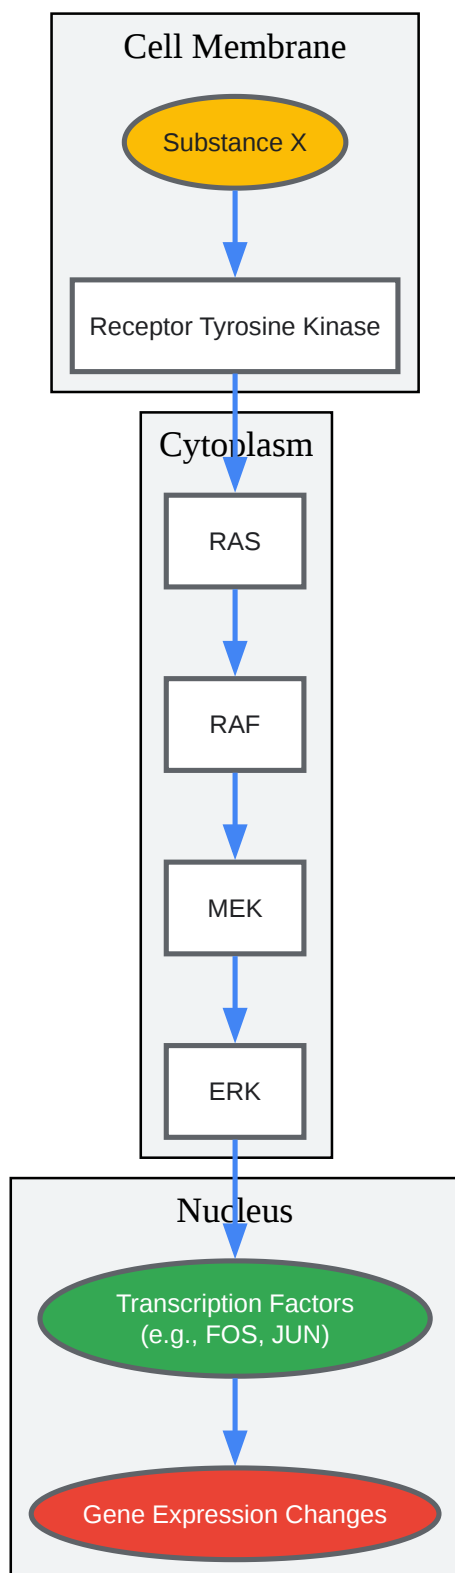 Cell Membrane
Substance X
Receptor Tyrosine Kinase
Cytoplasm
RAS
RAF
MEK
ERK
Nucleus
Transcription Factors
(e.g., FOS, JUN)
Gene Expression Changes